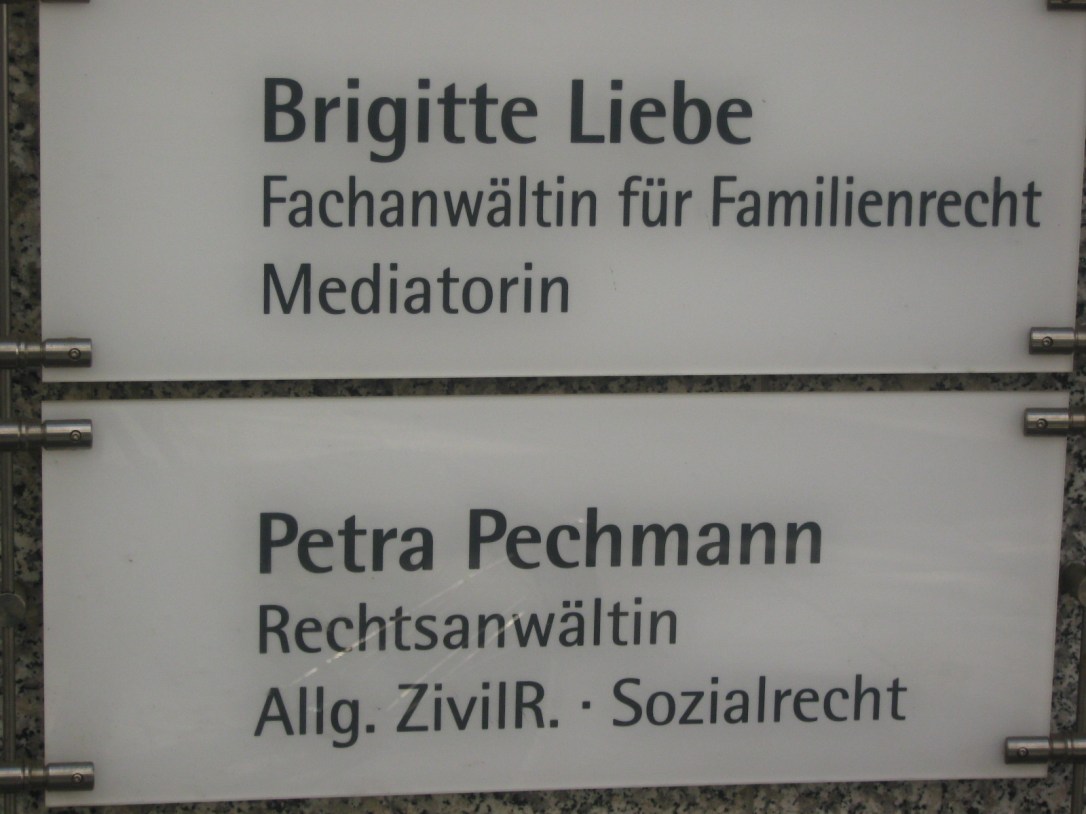 Brigitte Liebe
Fachanwältin für Familienrecht
Mediatorin
Petra Pechmann
Rechtsanwältin
Allg. ZivilR. · Sozialrecht